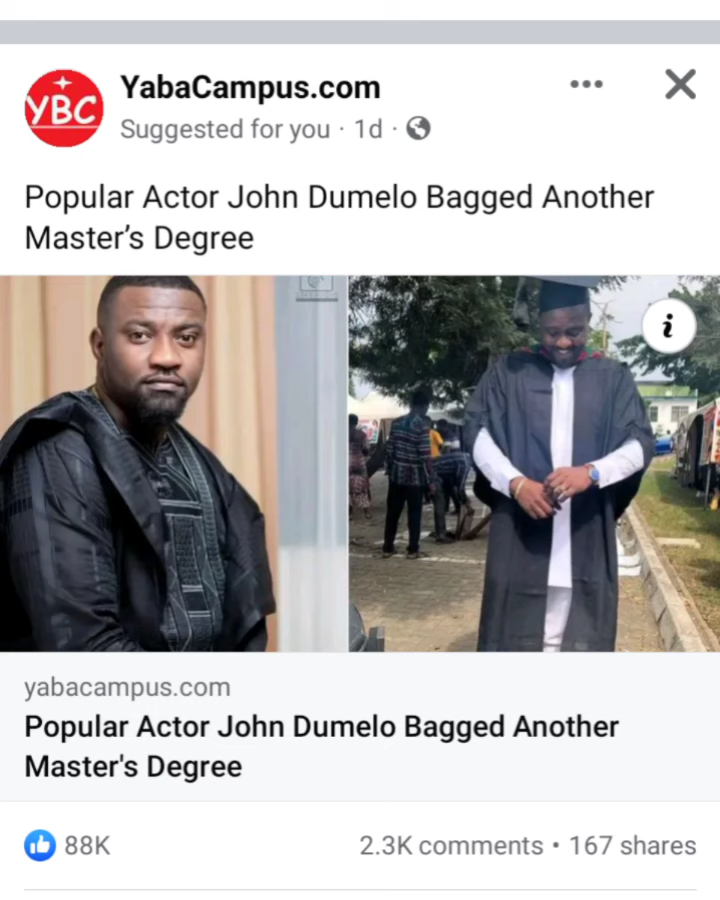 YBC
YabaCampus.com
Suggested for you · 1d ·
Popular Actor John Dumelo Bagged Another
Master’s Degree
i
yabacampus.com
Popular Actor John Dumelo Bagged Another
Master's Degree
88K
2.3K comments • 167 shares